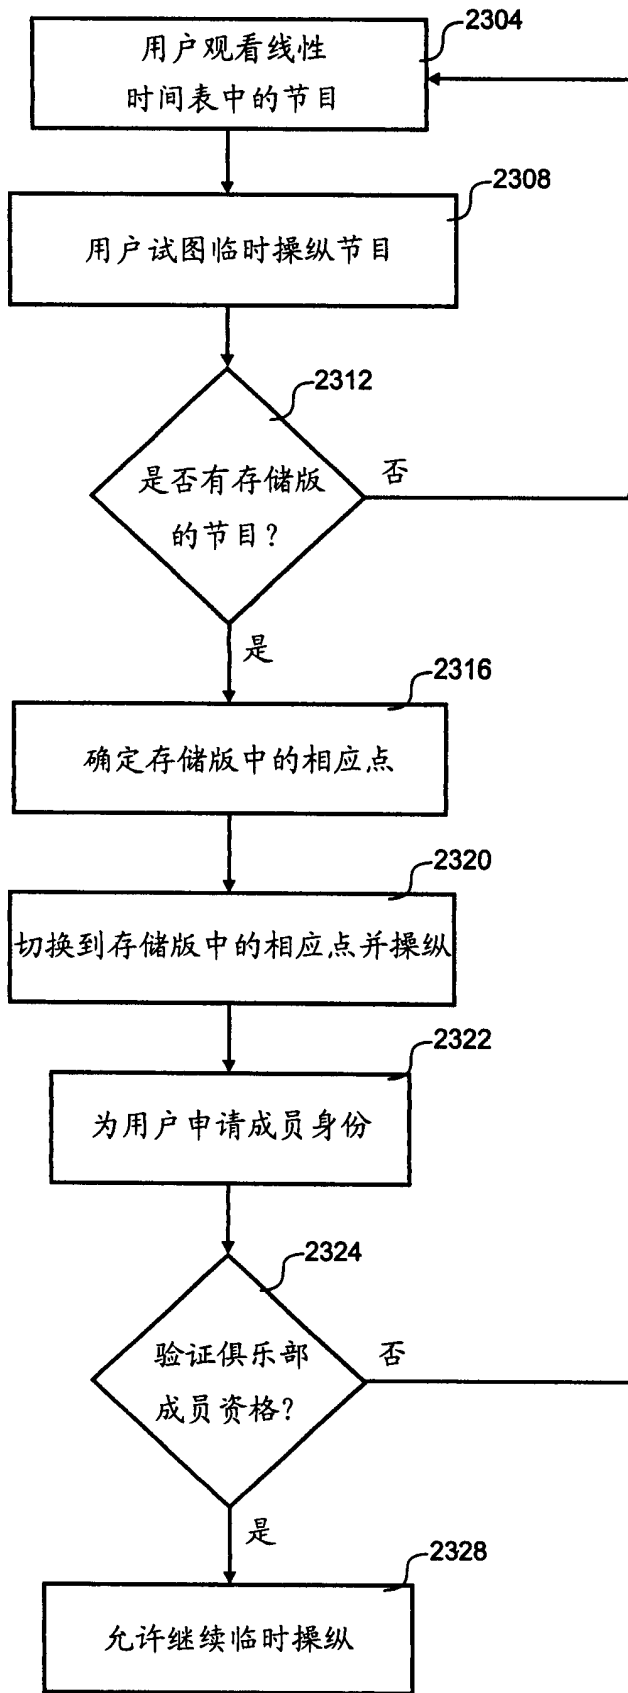 2304
用户观看线性
时间表中的节目
2308
用户试图临时操纵节目
2312
是否有存储版
的节目?
否
是
2316
确定存储版中的相应点
2320
切换到存储版中的相应点并操纵
2322
为用户申请成员身份
2324
验证俱乐部
成员资格?
否
是
2328
允许继续临时操纵